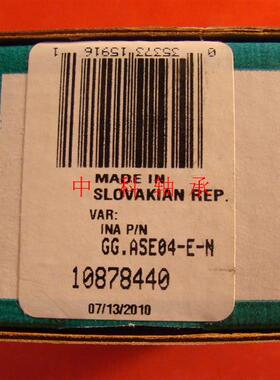 0 35373 15916 1
MADE IN
SLOVAKIAN REP.
中科轴承
VAR:
INA P/N
GG.ASE04-E-N
10878440
07/13/2010